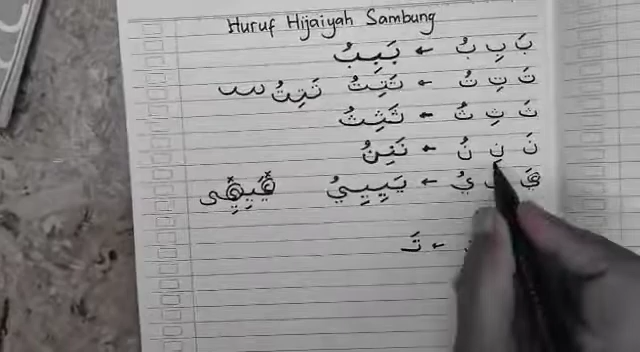 Huruf Hijaiyah Sambung
بَ بِ بُ ← بَبِبُ
تَ تِ تُ ← تَتِتُ نَتِتُ
ثَ ثِ ثُ ← ثَثِثُ
نَ نِ نُ ← نَنِنُ
يُ ← يَيِيُ
← تَ